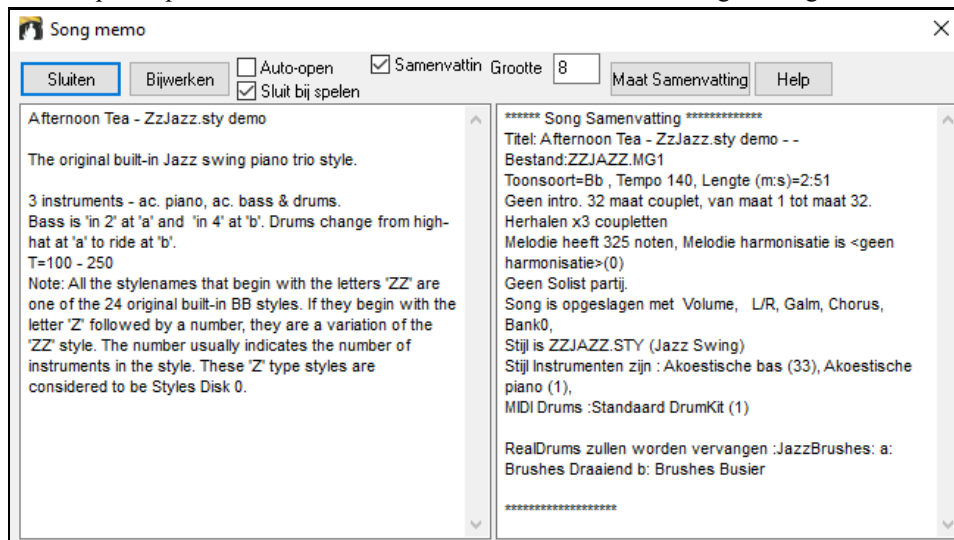 Song memo
Sluiten
Bijwerken
Auto-open
Sluit bij spelen
Samenvattin
Grootte 8
Maat Samenvatting
Help
Afternoon Tea - ZzJazz.sty demo
The original built-in Jazz swing piano trio style.
3 instruments - ac. piano, ac. bass & drums.
Bass is 'in 2' at 'a' and 'in 4' at 'b'. Drums change from high-
hat at 'a' to ride at 'b'.
T=100 - 250
Note: All the stylenames that begin with the letters 'ZZ' are
one of the 24 original built-in BB styles. If they begin with the
letter 'Z' followed by a number, they are a variation of the
'ZZ' style. The number usually indicates the number of
instruments in the style. These 'Z' type styles are
considered to be Styles Disk 0.
****** Song Samenvatting *************
Titel: Afternoon Tea - ZzJazz.sty demo - -
Bestand:ZZJAZZ.MG1
Toonsoort=Bb , Tempo 140, Lengte (m:s)=2:51
Geen intro. 32 maat couplet, van maat 1 tot maat 32.
Herhalen x3 coupletten
Melodie heeft 325 noten, Melodie harmonisatie is <geen
harmonisatie>(0)
Geen Solist partij.
Song is opgeslagen met Volume, L/R, Galm, Chorus,
Bank0,
Stijl is ZZJAZZ.STY (Jazz Swing)
Stijl Instrumenten zijn : Akoestische bas (33), Akoestische
piano (1),
MIDI Drums :Standaard DrumKit (1)
RealDrums zullen worden vervangen :JazzBrushes: a:
Brushes Draaiend b: Brushes Busier
*******************